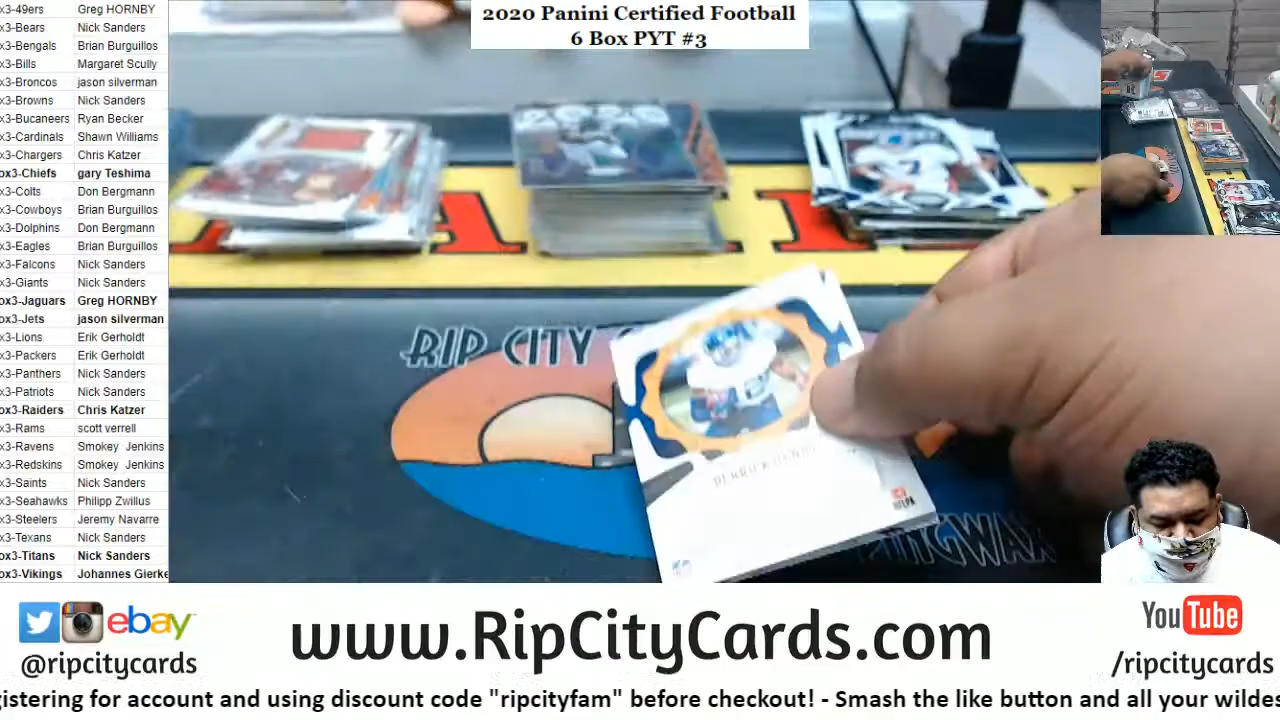 2020 Panini Certified Football
6 Box PYT #3
x3-49ers Greg HORNBY
x3-Bears Nick Sanders
x3-Bengals Brian Burguillos
x3-Bills Margaret Scully
x3-Broncos jason silverman
x3-Browns Nick Sanders
x3-Bucaneers Ryan Becker
x3-Cardinals Shawn Williams
x3-Chargers Chris Katzer
ox3-Chiefs gary Teshima
x3-Colts Don Bergmann
x3-Cowboys Brian Burguillos
x3-Dolphins Don Bergmann
x3-Eagles Brian Burguillos
x3-Falcons Nick Sanders
x3-Giants Nick Sanders
ox3-Jaguars Greg HORNBY
ox3-Jets jason silverman
x3-Lions Erik Gerholdt
x3-Packers Erik Gerholdt
x3-Panthers Nick Sanders
x3-Patriots Nick Sanders
ox3-Raiders Chris Katzer
x3-Rams scott verrell
x3-Ravens Smokey Jenkins
x3-Redskins Smokey Jenkins
x3-Saints Nick Sanders
x3-Seahawks Philipp Zwillus
x3-Steelers Jeremy Navarre
x3-Texans Nick Sanders
ox3-Titans Nick Sanders
ox3-Vikings Johannes Gierke
2020
RIP CITY
KINGWAX
NFLPA
ebay
@ripcitycards
www.RipCityCards.com
YouTube
/ripcitycards
gistering for account and using discount code "ripcityfam" before checkout! - Smash the like button and all your wildes